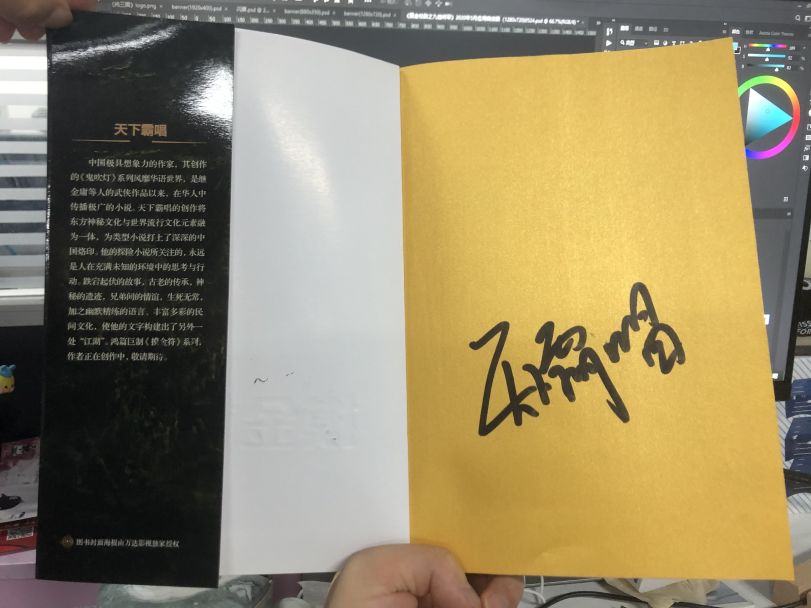 天下霸唱
中国极具想象力的作家，其创作
的《鬼吹灯》系列风靡华语世界，是继
金庸等人的武侠作品以来，在华人中
传播极广的小说。天下霸唱的创作将
东方神秘文化与世界流行文化元素融
为一体，为类型小说打上了深深的中
国烙印。他的探险小说所关注的，永远
是人在充满未知的环境中的思考与行
动。跌宕起伏的故事，古老的传承，神
秘的遗迹，兄弟间的情谊，生死无常，
加之幽默精练的语言、丰富多彩的民
间文化，使他的文字构建出了另外一
处“江湖”。鸿篇巨制《摸金符》系列，
作者正在创作中，敬请期待。
图书封面海报由万达影视独家授权
摸金
天下霸唱